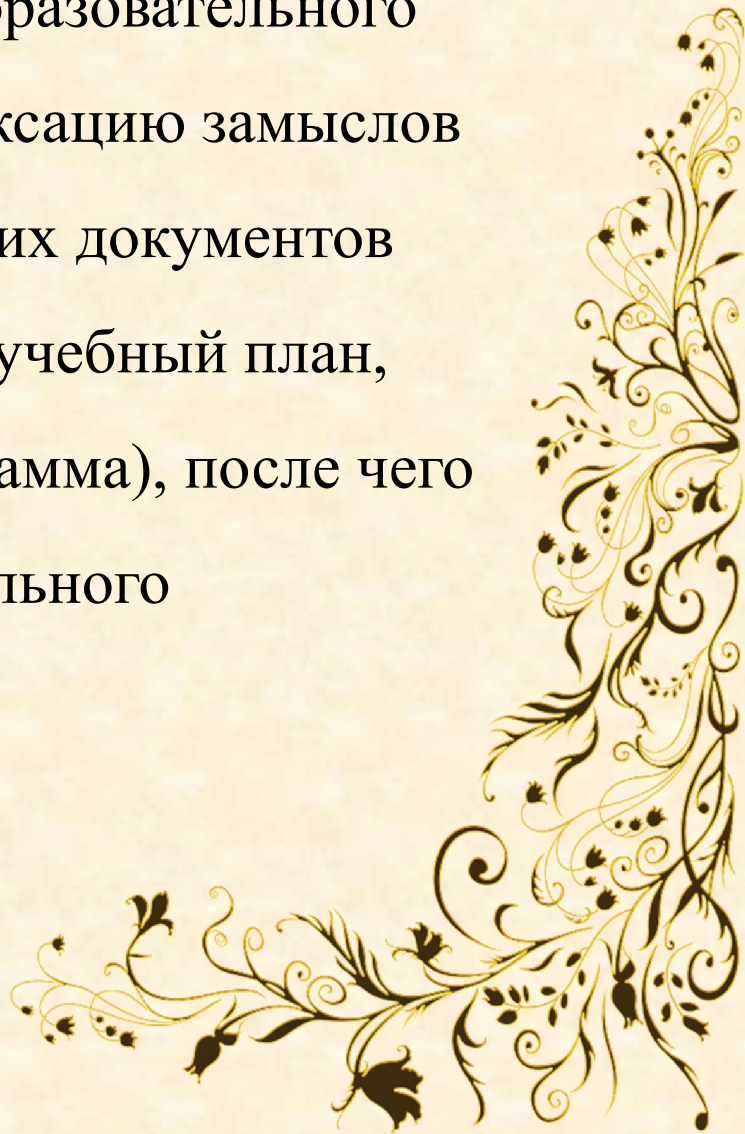 разовательного
ксацию замыслов
их документов
учебный план,
амма), после чего
льного